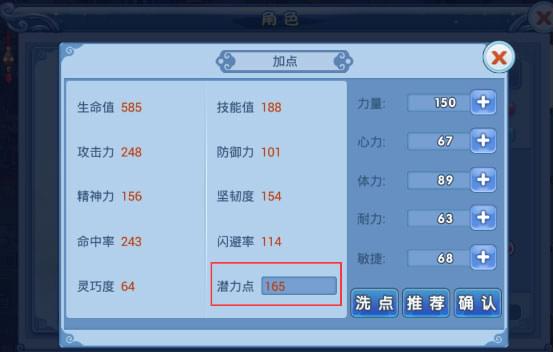 角色
加点
生命值 585 技能值 188 力量: 150
攻击力 248 防御力 101 心力: 67
精神力 156 坚韧度 154 体力: 89
命中率 243 闪避率 114 耐力: 63
灵巧度 64 潜力点 165 敏捷: 68
洗点 推荐 确认